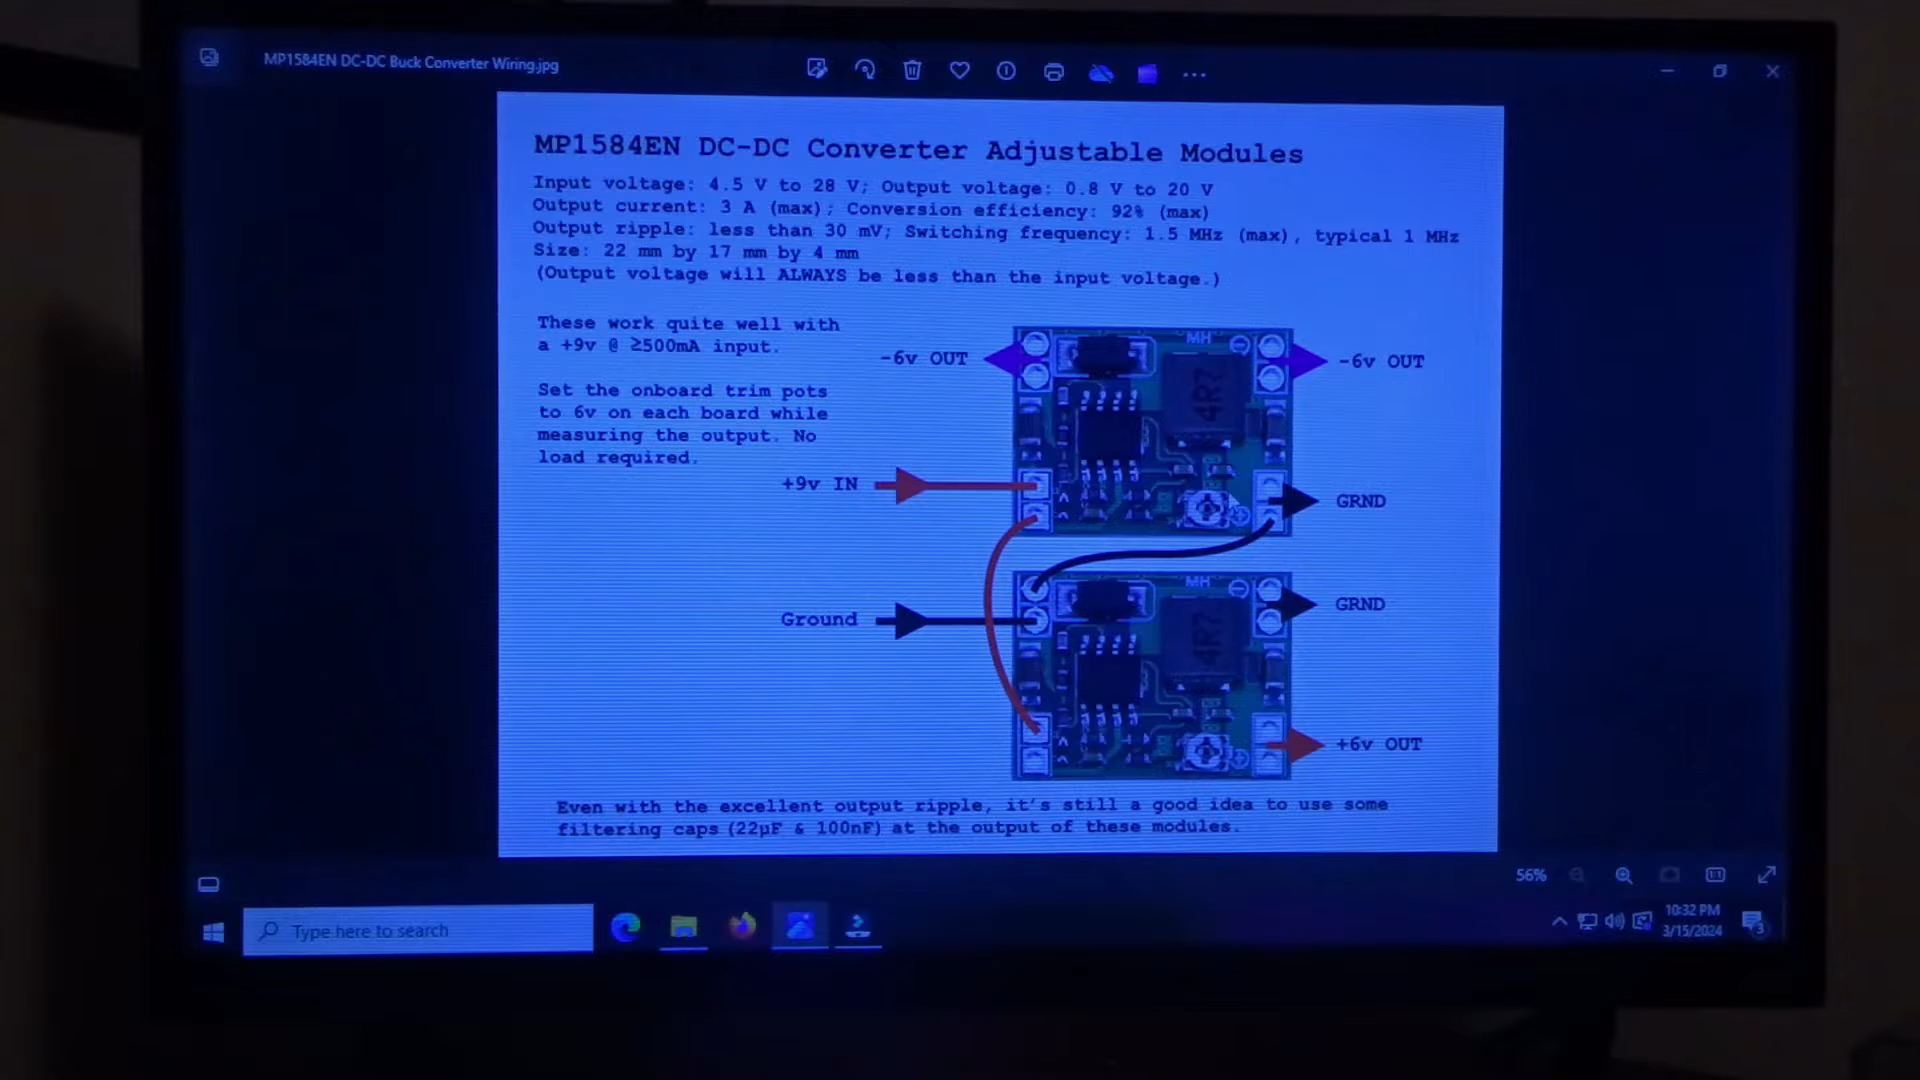 MP1584EN DC-DC Buck Converter Wiring.jpg
MP1584EN DC-DC Converter Adjustable Modules
Input voltage: 4.5 V to 28 V; Output voltage: 0.8 V to 20 V
Output current: 3 A (max); Conversion efficiency: 92% (max)
Output ripple: less than 30 mV; Switching frequency: 1.5 MHz (max), typical 1 MHz
Size: 22 mm by 17 mm by 4 mm
(Output voltage will ALWAYS be less than the input voltage.)
These work quite well with
a +9v @ ≥500mA input.
Set the onboard trim pots
to 6v on each board while
measuring the output. No
load required.
-6v OUT
MH
4R7
-6v OUT
+9v IN
GRND
Ground
MH
4R7
GRND
+6v OUT
Even with the excellent output ripple, it's still a good idea to use some
filtering caps (22µF & 100nF) at the output of these modules.
56%
1:1
Type here to search
10:32 PM
3/15/2024
3